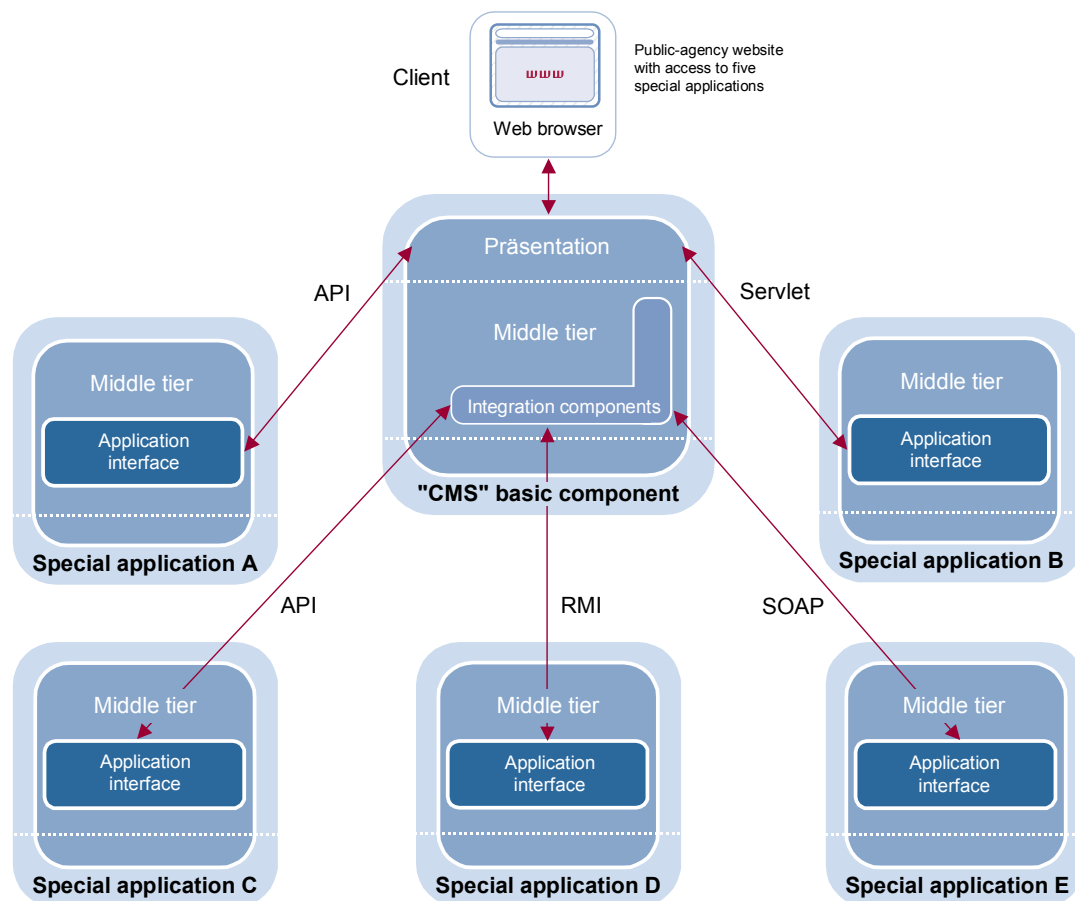 Client
www
Web browser
Public-agency website
with access to five
special applications
Präsentation
API
Servlet
Middle tier
Integration components
"CMS" basic component
Middle tier
Application
interface
Special application A
Middle tier
Application
interface
Special application B
API
RMI
SOAP
Middle tier
Application
interface
Special application C
Middle tier
Application
interface
Special application D
Middle tier
Application
interface
Special application E